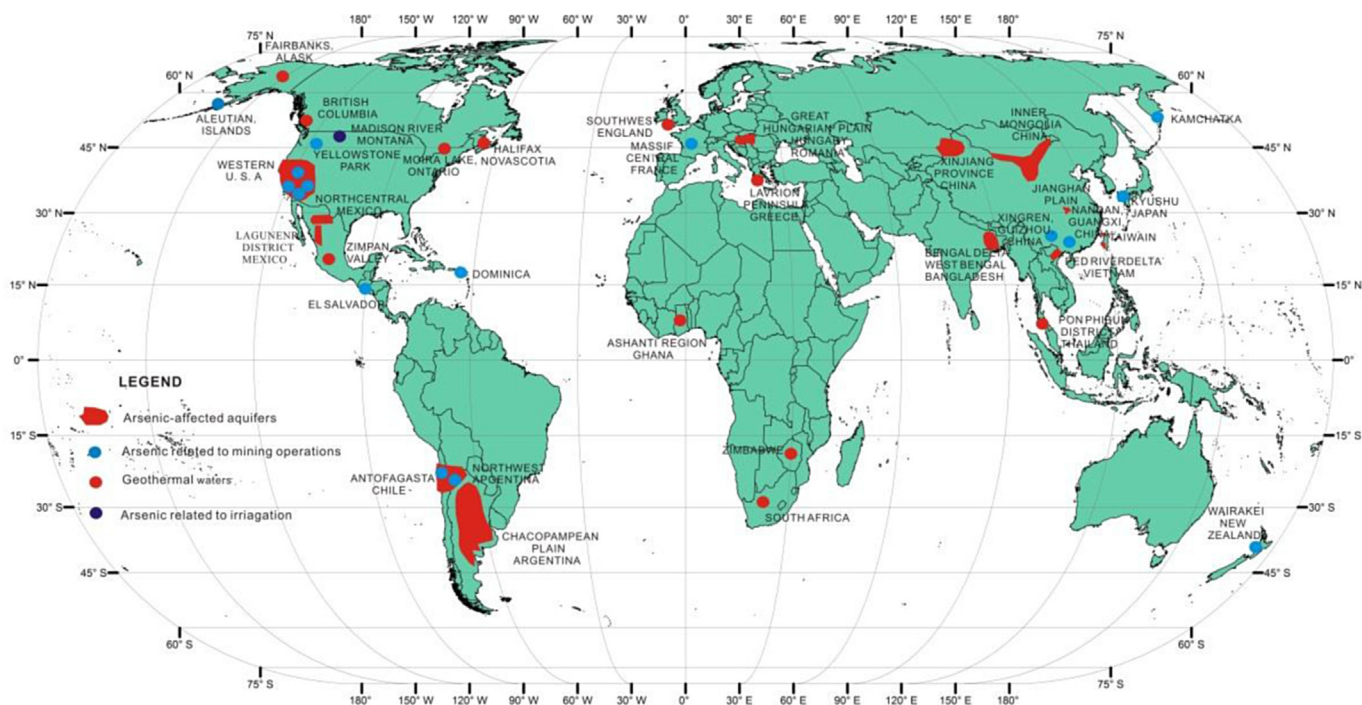 180° 150°W 120° W 90° W 60° W 30° W 0° 30° E 60° E 90° E 120° E 150° E 180°
75° N
75° N
FAIRBANKS,
ALASK
60° N
60° N
ALEUTIAN,
ISLANDS
BRITISH
COLUMBIA
MADISON RIVER
MONTANA
YELLOWSTONE
PARK
MOIRA LAKE,
ONTARIO
HALIFAX
NOVASCOTIA
45° N
45° N
WESTERN
U. S. A
NORTHCENTRAL
MEXICO
30° N
30° N
LAGUNENR
DISTRICT
MEXICO
ZIMPAN
VALLEY
DOMINICA
15° N
15° N
EL SALVADOR
SOUTHWEST
ENGLAND
MASSIF
CENTRAL
FRANCE
GREAT
HUNGARIAN PLAIN
HUNGABY
ROMANIA
LAVRION
PENINSULA
GREECE
INNER
MONGOLIA
CHINA
KAMCHATKA
XINJIANG
PROVINCE
CHINA
JIANGHAN
PLAIN
KYUSHU
JAPAN
NANDAN,
GUANGXI,
CHINA
XINGREN,
GUIZHOU
CHINA
TAIWAIN
BENGAL DELTA
WEST BENGAL
BANGLADESH
RED RIVERDELTA
VIETNAM
PON PHIBUN
DISTRICT
THAILAND
ASHANTI REGION
GHANA
0°
0°
LEGEND
Arsenic-affected aquifers
Arsenic related to mining operations
Geothermal waters
Arsenic related to irriagation
15° S
15° S
ZIMBABWE
ANTOFAGASTA
CHILE
NORTHWEST
ARGONTINA
30° S
30° S
SOUTH AFRICA
CHACOPAMPEAN
PLAIN
ARGENTINA
WAIRAKEI
NEW
ZEALAND
45° S
45° S
60° S
60° S
75° S
75° S
180° 150° W 120° W 90° W 60° W 30° W 0° 30° E 60° E 90° E 120° E 150° E 180°